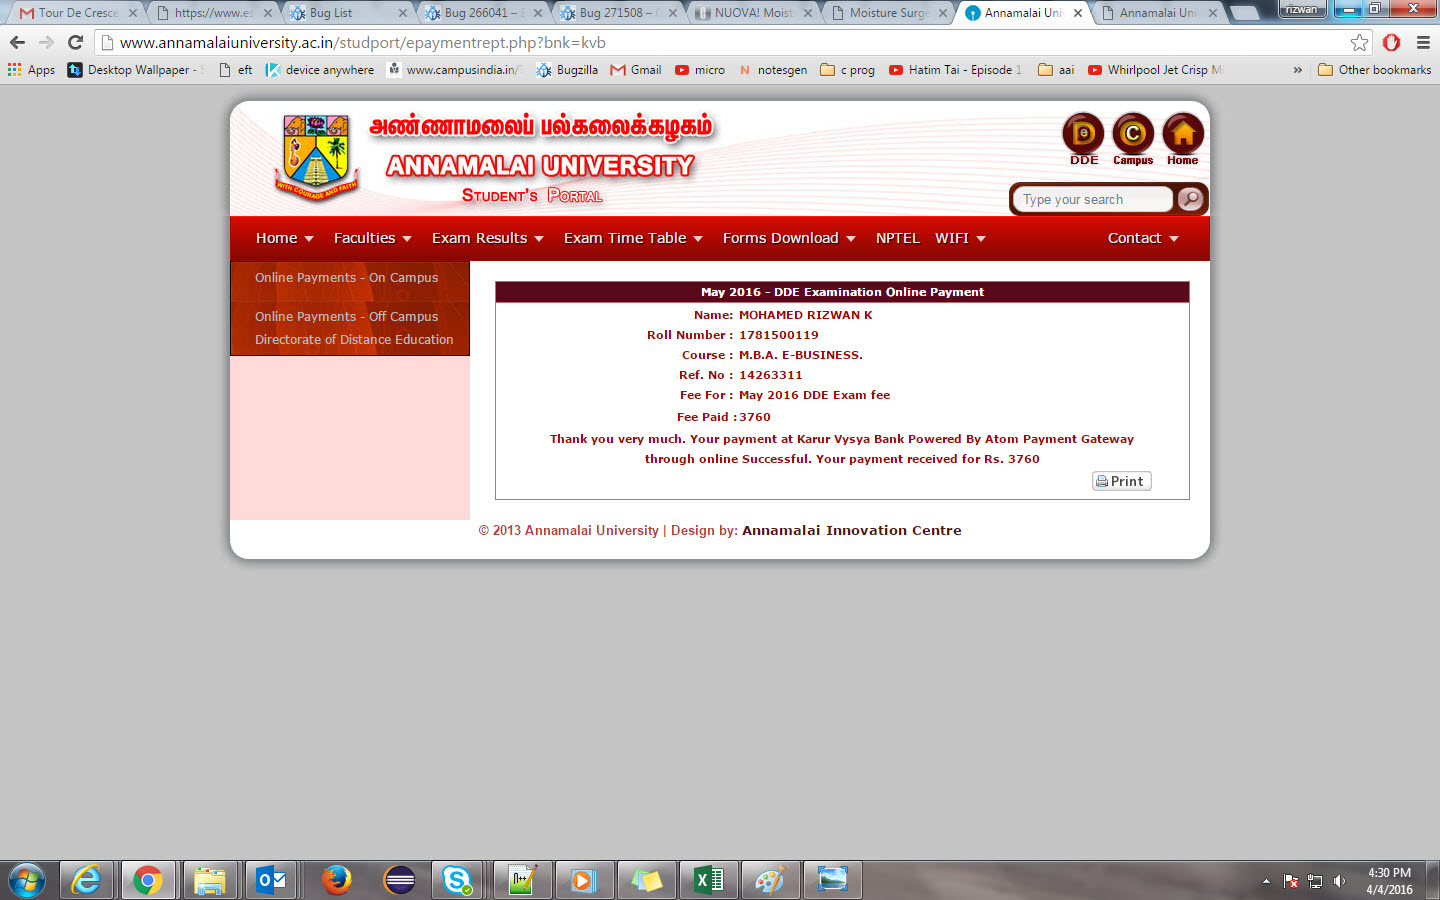 Tour De Cresce
https://www.es
Bug List
Bug 266041 –
Bug 271508 –
NUOVA! Moist
Moisture Surge
Annamalai Univ
Annamalai Uni
rizwan
www.annamalaiuniversity.ac.in/studport/epaymentrept.php?bnk=kvb
Apps Desktop Wallpaper - eft device anywhere www.campusindia.in/ Bugzilla Gmail micro notesgen c prog Hatim Tai - Episode 1 aai Whirlpool Jet Crisp M » Other bookmarks
அண்ணாமலைப் பல்கலைக்கழகம்
ANNAMALAI UNIVERSITY
STUDENT'S PORTAL
WITH COURAGE AND FAITH
De C
DDE Campus Home
Type your search
Home Faculties Exam Results Exam Time Table Forms Download NPTEL WIFI Contact
Online Payments - On Campus
Online Payments - Off Campus
Directorate of Distance Education
May 2016 - DDE Examination Online Payment
Name: MOHAMED RIZWAN K
Roll Number : 1781500119
Course : M.B.A. E-BUSINESS.
Ref. No : 14263311
Fee For : May 2016 DDE Exam fee
Fee Paid : 3760
Thank you very much. Your payment at Karur Vysya Bank Powered By Atom Payment Gateway
through online Successful. Your payment received for Rs. 3760
Print
© 2013 Annamalai University | Design by: Annamalai Innovation Centre
4:30 PM
4/4/2016